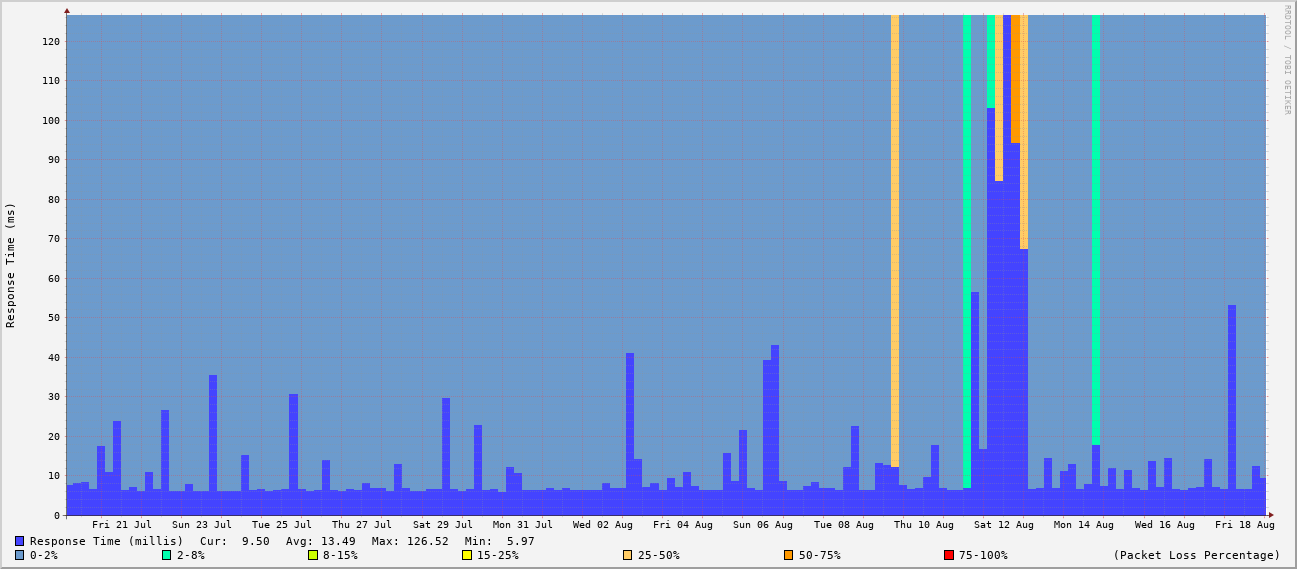 RRDTOOL / TOBI OETIKER
Response Time (ms)
120
110
100
90
80
70
60
50
40
30
20
10
0
Fri 21 Jul Sun 23 Jul Tue 25 Jul Thu 27 Jul Sat 29 Jul Mon 31 Jul Wed 02 Aug Fri 04 Aug Sun 06 Aug Tue 08 Aug Thu 10 Aug Sat 12 Aug Mon 14 Aug Wed 16 Aug Fri 18 Aug
Response Time (millis) Cur: 9.50 Avg: 13.49 Max: 126.52 Min: 5.97
0-2% 2-8% 8-15% 15-25% 25-50% 50-75% 75-100% (Packet Loss Percentage)